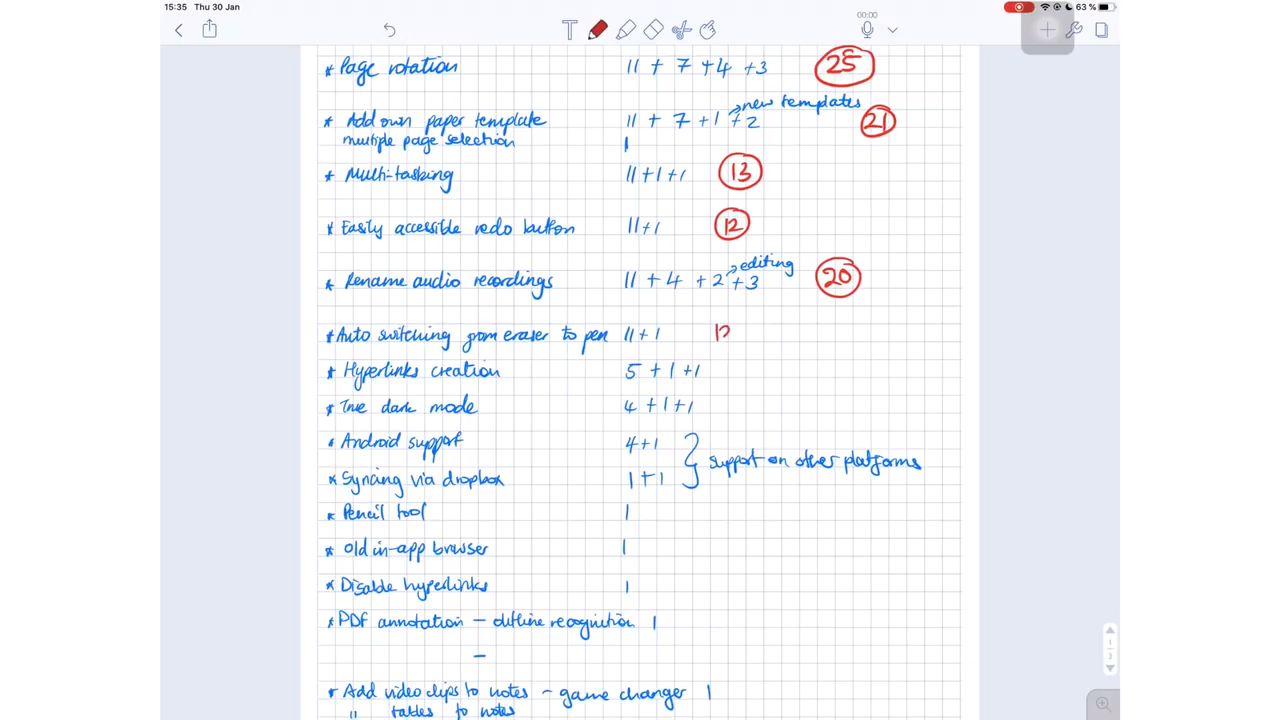 15:35 Thu 30 Jan 63 %
00:00
T
* Page rotation 11 + 7 + 4 + 3 25
* Add own paper template 11 + 7 + 1 + 2 → new templates 21
multiple page selection 1
* Multi-tasking 11 + 1 + 1 13
* Easily accessible redo button 11 + 1 12
* Rename audio recordings 11 + 4 + 2 + 3 → editing 20
* Auto switching from eraser to pen 11 + 1 12
* Hyperlinks creation 5 + 1 + 1
* True dark mode 4 + 1 + 1
* Android support 4 + 1
} support on other platforms
* Syncing via dropbox 1 + 1
* Pencil tool 1
* Old in-app browser 1
* Disable hyperlinks 1
* PDF annotation – outline recognition 1
–
* Add video clips to notes – game changer 1
" tables to notes
1
3